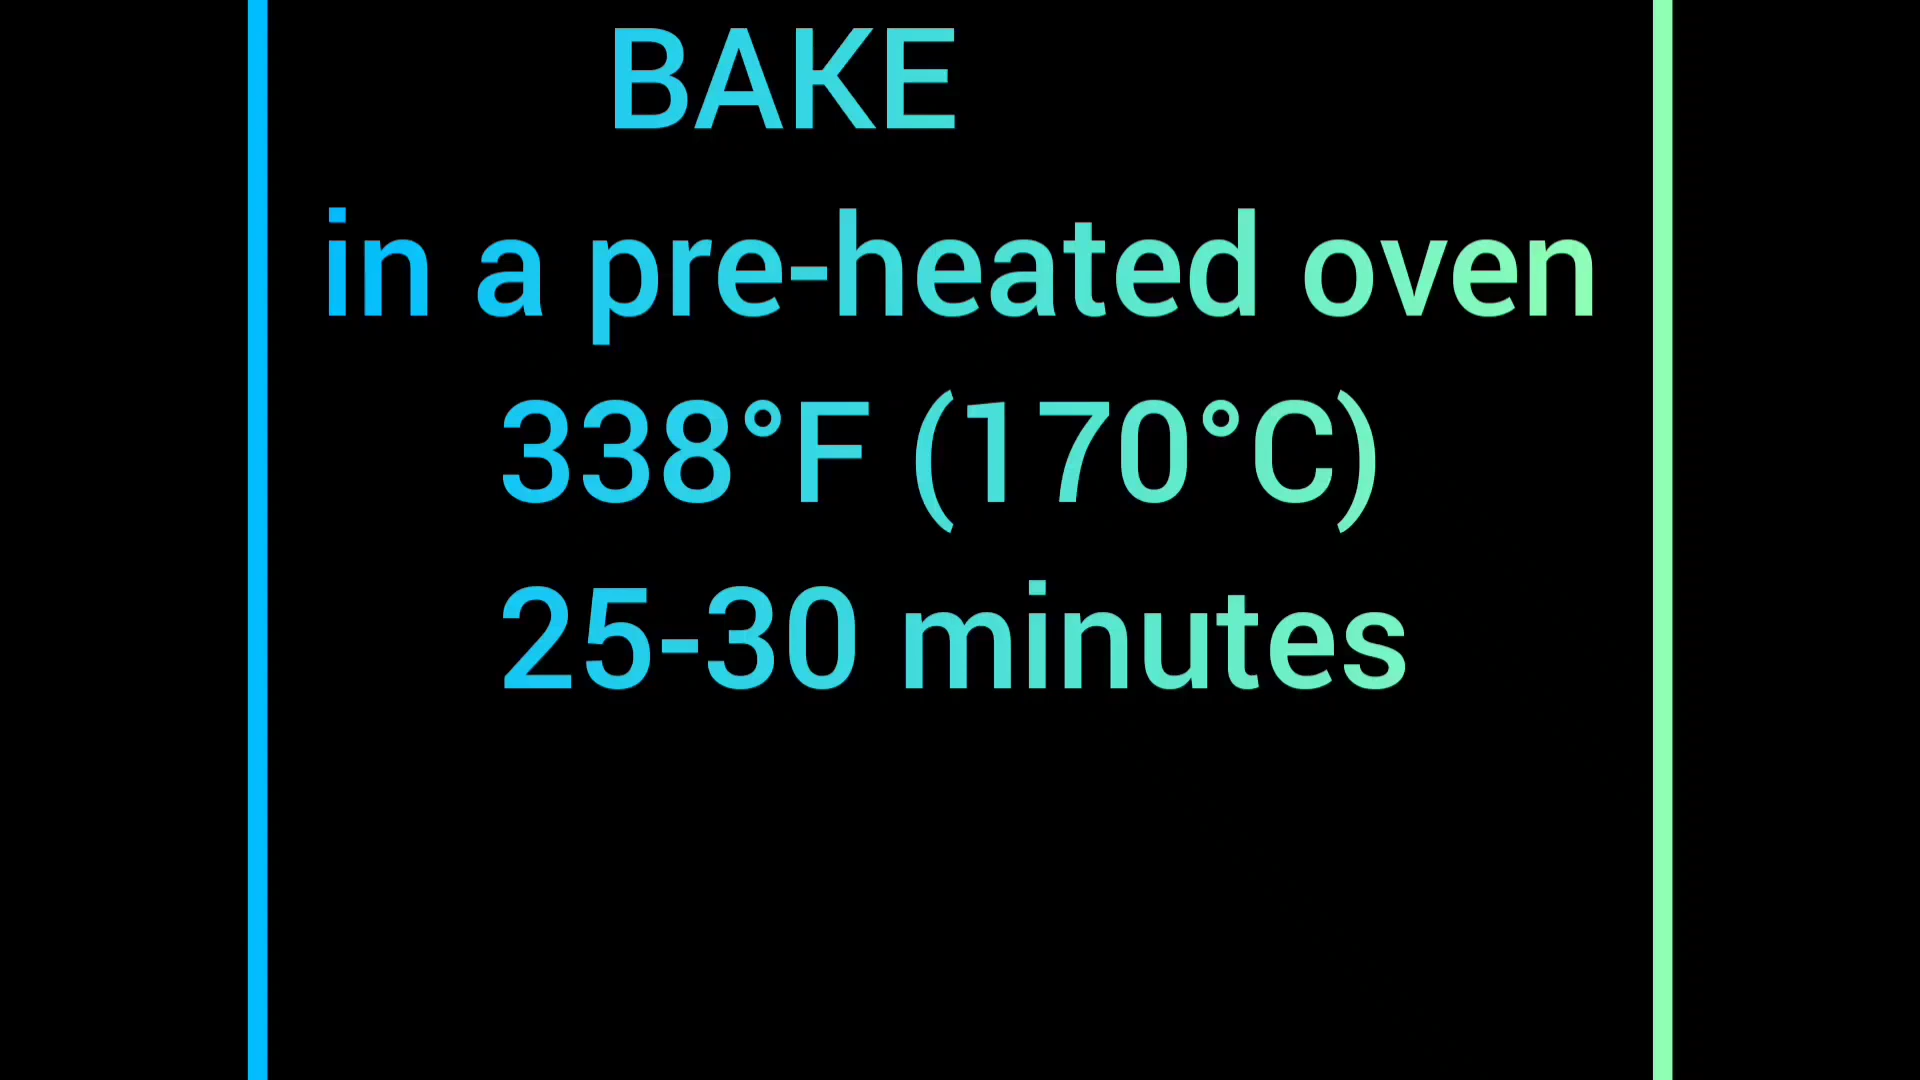 BAKE
in a pre-heated oven
338°F (170°C)
25-30 minutes